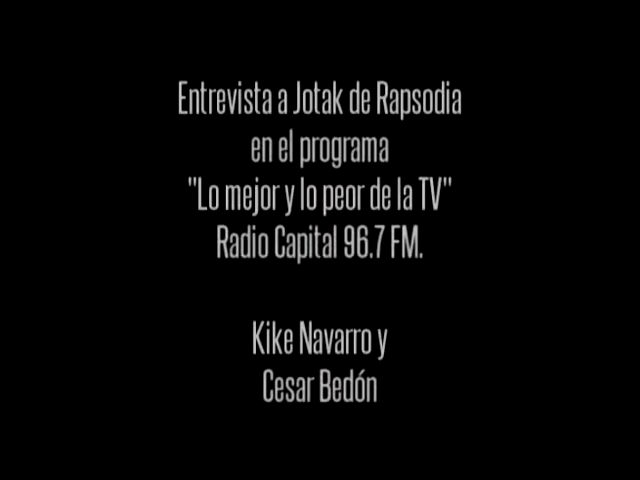 Entrevista a Jotak de Rapsodia
en el programa
"Lo mejor y lo peor de la TV"
Radio Capital 96.7 FM.
Kike Navarro y
Cesar Bedón